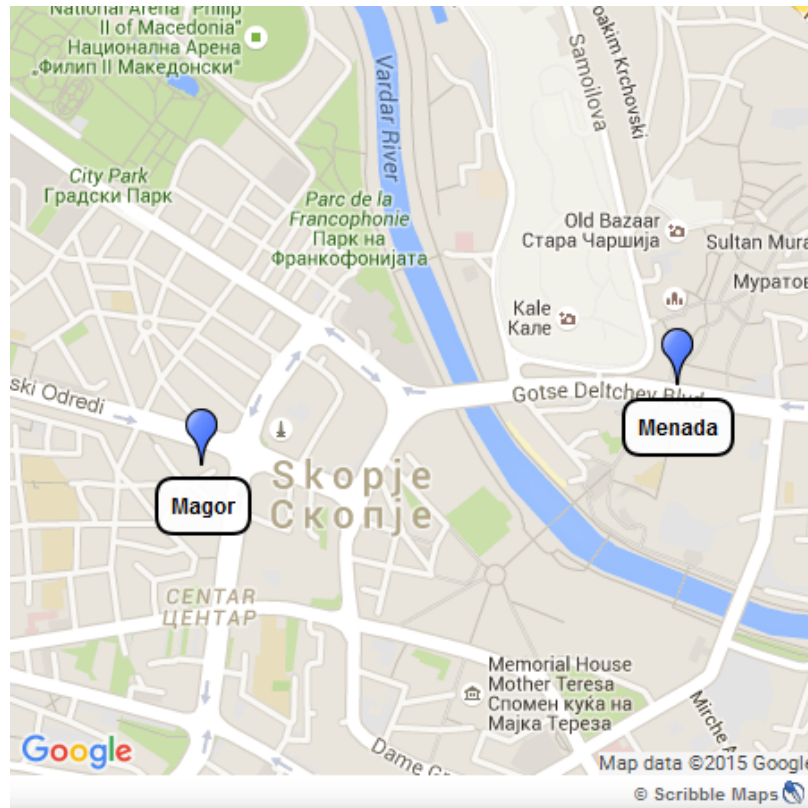 National Arena "Philip
II of Macedonia"
Национална Арена
„Филип II Македонски"
Vardar River
Samoilova
oakim Krchovski
City Park
Градски Парк
Parc de la
Francophonie
Парк на
Франкофонијата
Old Bazaar
Стара Чаршија
Sultan Mura
Муратов
Kale
Кале
ski Odredi
Gotse Deltchev Blvd
Menada
Magor
Skopje
Скопје
CENTAR
ЦЕНТАР
Memorial House
Mother Teresa
Спомен куќа на
Мајка Тереза
Mirche A
Dame Gr
Google
Map data ©2015 Google
© Scribble Maps